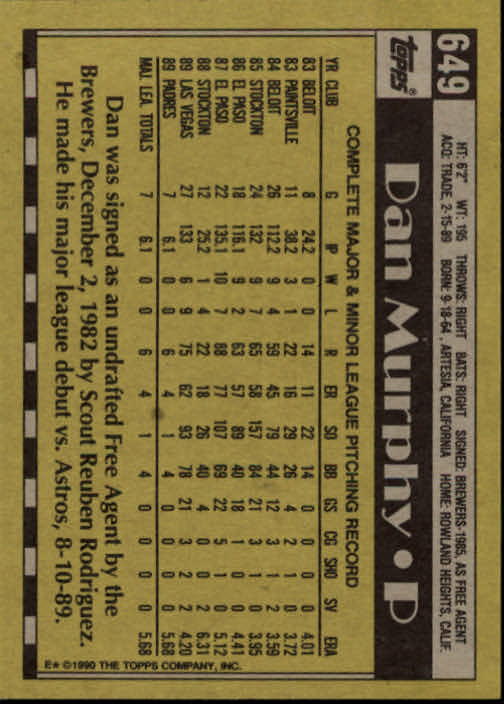 649
topps®
HT: 6'2" WT: 195 THROWS: RIGHT BATS: RIGHT SIGNED: BREWERS-1985, AS FREE AGENT
ACQ: TRADE, 2-15-89 BORN: 9-18-64, ARTESIA, CALIFORNIA HOME: ROWLAND HEIGHTS, CALIF.
Dan Murphy • P
COMPLETE MAJOR & MINOR LEAGUE PITCHING RECORD
YR CLUB G IP W L R ER SO BB GS CG SHO SV ERA
83 BELOIT 8 24.2 0 0 14 11 22 14 0 0 0 0 4.01
83 PAINTSVILLE 11 38.2 3 1 22 16 29 26 4 2 1 0 3.72
84 BELOIT 26 112.2 9 4 59 45 79 44 12 3 1 2 3.59
85 STOCKTON 24 132 9 7 65 58 157 84 21 3 1 0 3.95
86 EL PASO 18 116.1 9 2 63 57 89 40 18 1 0 0 4.41
87 EL PASO 22 135.1 10 7 88 77 107 69 22 5 1 0 5.12
88 STOCKTON 12 25.2 1 4 22 18 26 40 4 0 0 2 6.31
89 LAS VEGAS 27 133 6 9 75 62 93 78 21 3 2 2 4.20
89 PADRES 7 6.1 0 0 6 4 1 4 0 0 0 0 5.68
MAJ. LEA. TOTALS 7 6.1 0 0 6 4 1 4 0 0 0 0 5.68
Dan was signed as an undrafted Free Agent by the
Brewers, December 2, 1982 by Scout Reuben Rodriguez.
He made his major league debut vs. Astros, 8-10-89.
E★ ©1990 THE TOPPS COMPANY, INC.